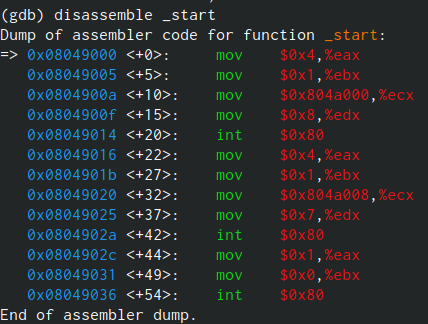 (gdb) disassemble _start
Dump of assembler code for function _start:
=> 0x08049000 <+0>:     mov    $0x4,%eax
   0x08049005 <+5>:     mov    $0x1,%ebx
   0x0804900a <+10>:    mov    $0x804a000,%ecx
   0x0804900f <+15>:    mov    $0x8,%edx
   0x08049014 <+20>:    int    $0x80
   0x08049016 <+22>:    mov    $0x4,%eax
   0x0804901b <+27>:    mov    $0x1,%ebx
   0x08049020 <+32>:    mov    $0x804a008,%ecx
   0x08049025 <+37>:    mov    $0x7,%edx
   0x0804902a <+42>:    int    $0x80
   0x0804902c <+44>:    mov    $0x1,%eax
   0x08049031 <+49>:    mov    $0x0,%ebx
   0x08049036 <+54>:    int    $0x80
End of assembler dump.